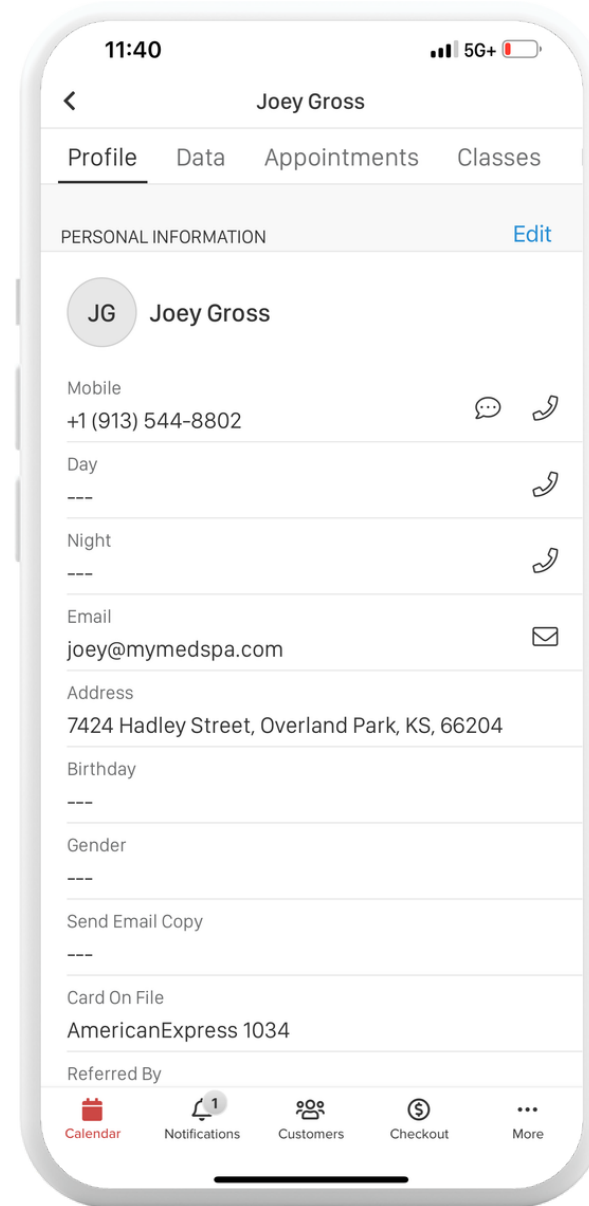 11:40
5G+
Joey Gross
Profile Data Appointments Classes
PERSONAL INFORMATION Edit
JG Joey Gross
Mobile
+1 (913) 544-8802
Day
---
Night
---
Email
joey@mymedspa.com
Address
7424 Hadley Street, Overland Park, KS, 66204
Birthday
---
Gender
---
Send Email Copy
---
Card On File
AmericanExpress 1034
Referred By
1
Calendar Notifications Customers Checkout More